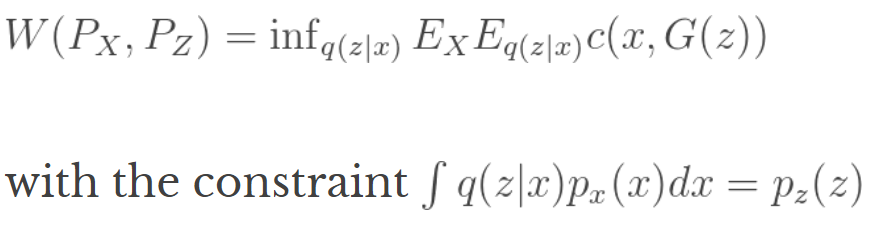 W(P_X, P_Z) = inf_{q(z|x)} E_X E_{q(z|x)} c(x, G(z))
with the constraint ∫ q(z|x)p_x(x)dx = p_z(z)